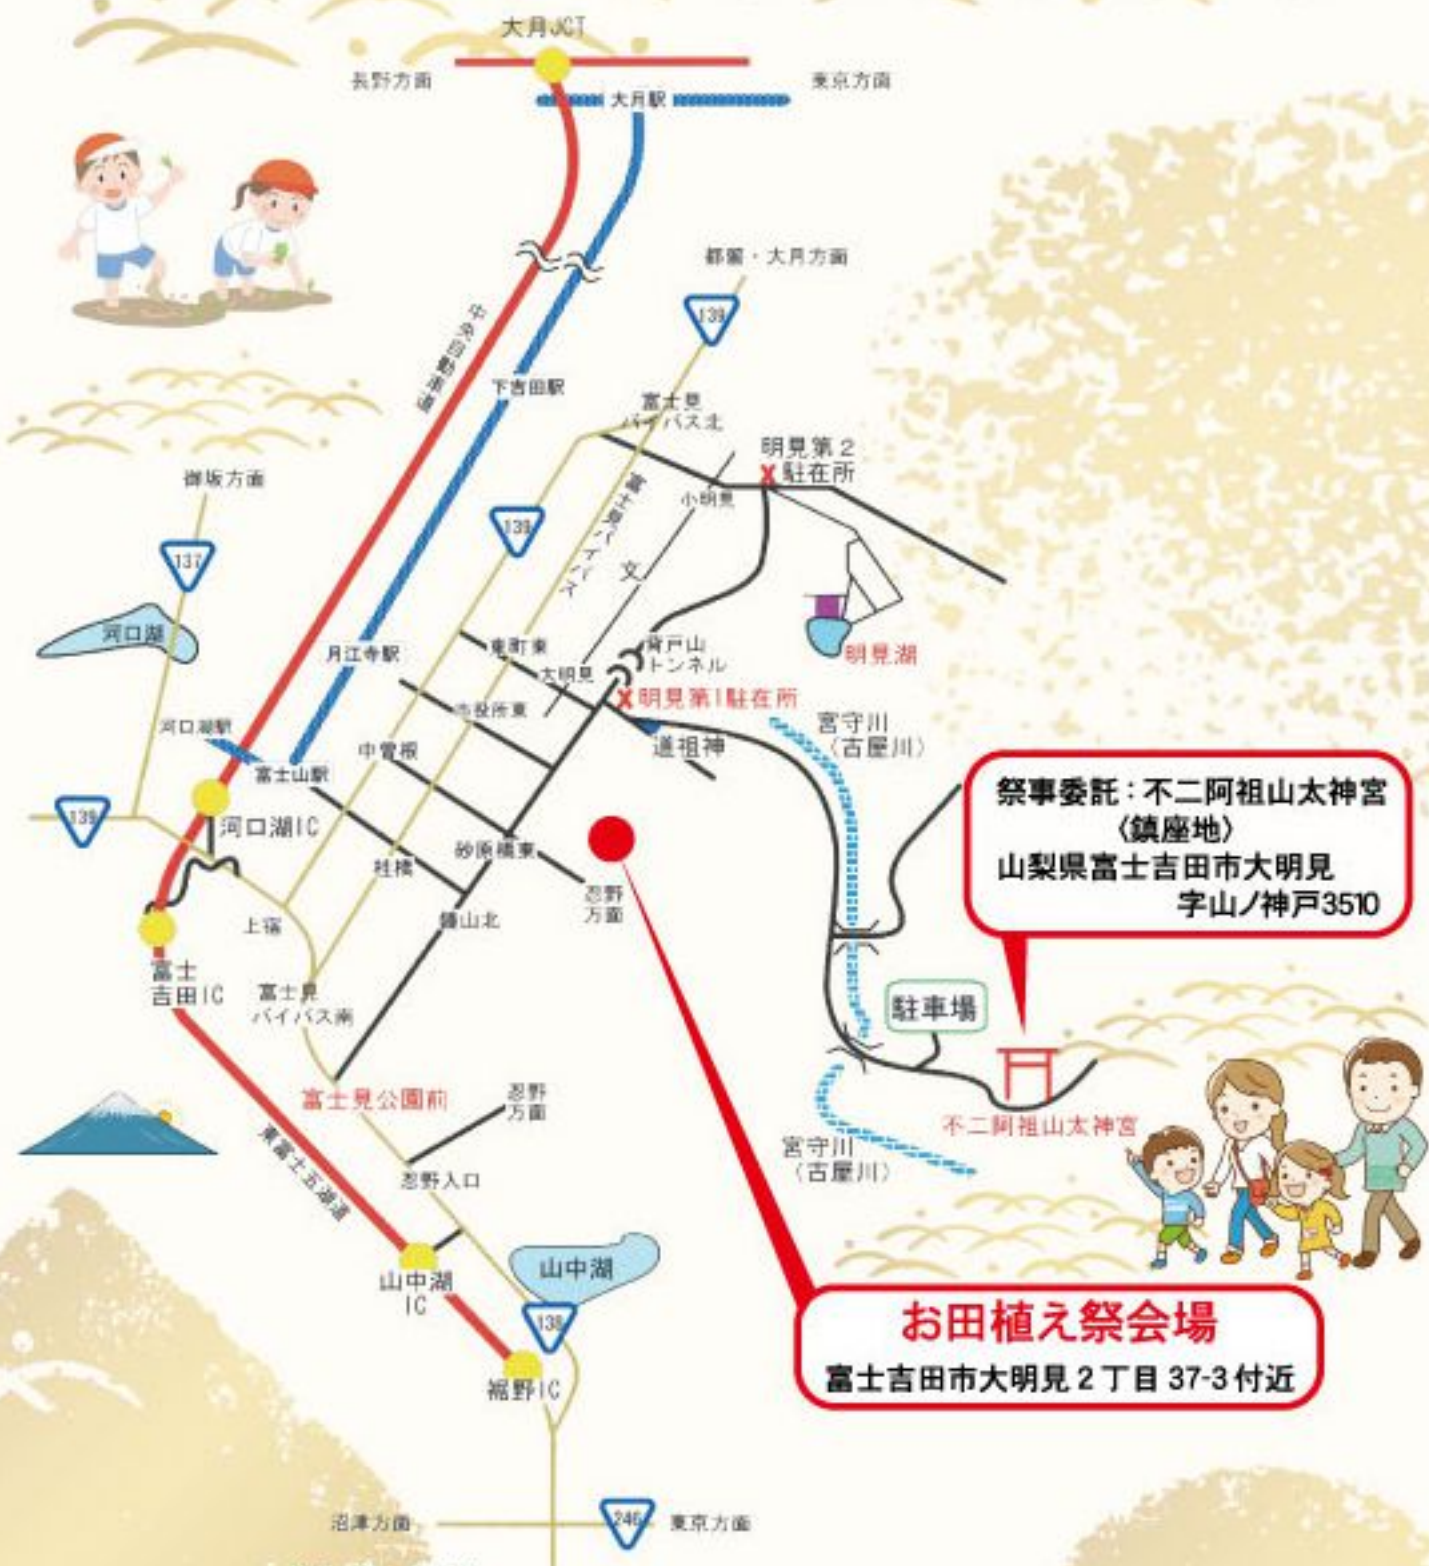 大月JCT
長野方面
東京方面
大月駅
都留・大月方面
139
中央自動車道
下吉田駅
富士見
バイパス北
明見第2
駐在所
小明見
御坂方面
137
139
富士見バイパス
文
河口湖
月江寺駅
東町東
背戸山
トンネル
大明見
明見湖
明見第1駐在所
市役所東
宮守川
(古屋川)
道祖神
河口湖駅
中曽根
富士山駅
139
河口湖IC
砂原橋東
桂橋
忍野
方面
鐘山北
上宿
祭事委託:不二阿祖山太神宮
〈鎮座地〉
山梨県富士吉田市大明見
字山ノ神戸3510
富士
吉田IC
富士見
バイパス南
駐車場
富士見公園前
忍野
方面
不二阿祖山太神宮
東富士五湖道
宮守川
(古屋川)
忍野入口
山中湖
IC
山中湖
138
お田植え祭会場
富士吉田市大明見2丁目37-3付近
裾野IC
沼津方面
246
東京方面